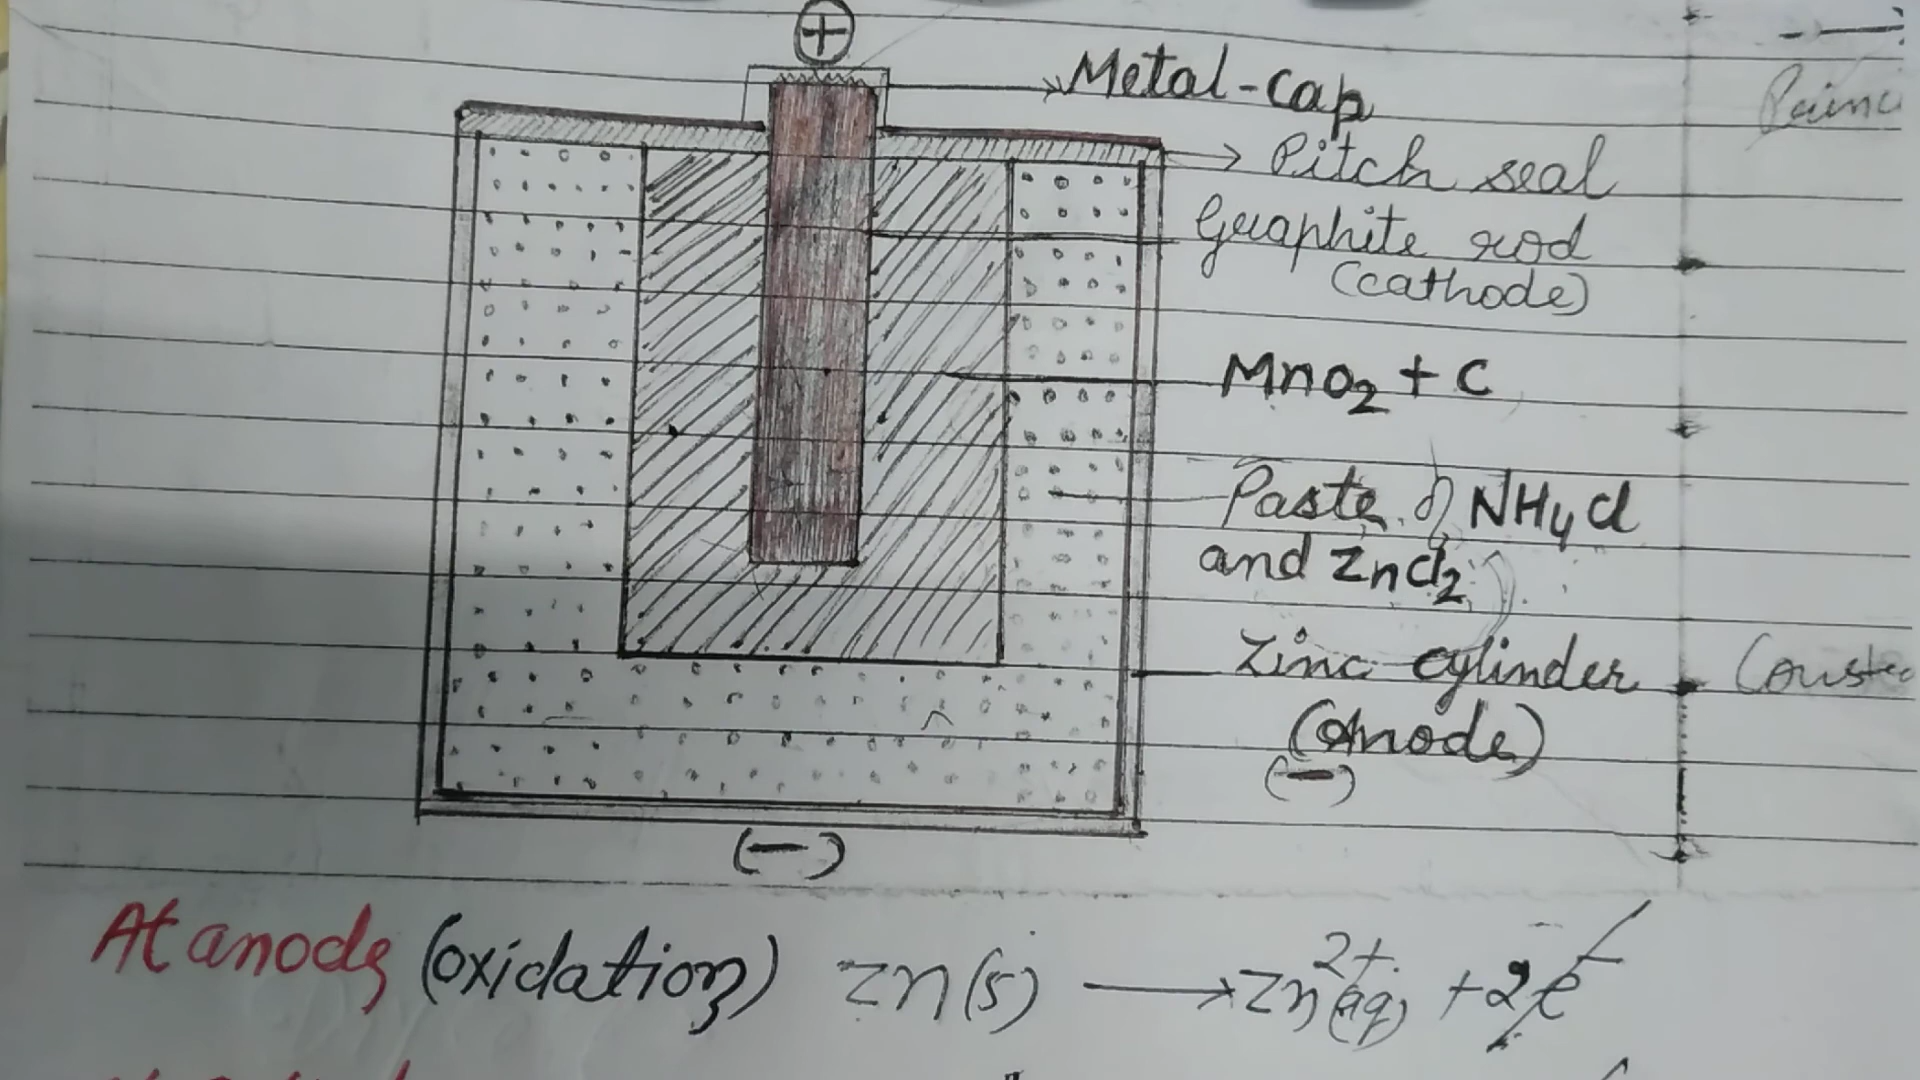 +
Metal-cap
Pitch seal
Graphite rod
(cathode)
MnO2 + C
Paste of NH4Cl
and ZnCl2
Zinc cylinder
(Anode)
(-)
(-)
At anode (oxidation) Zn(s) → Zn2+(aq) + 2e-